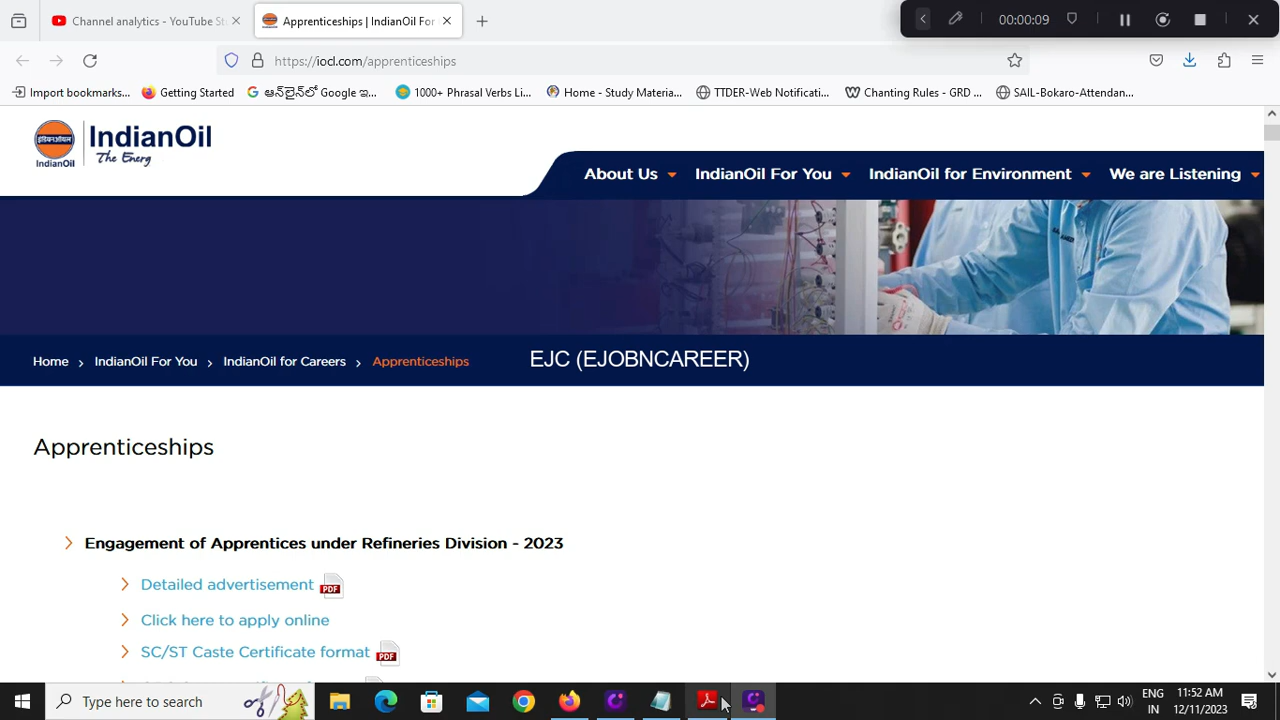 Channel analytics - YouTube St
Apprenticeships | IndianOil For
00:00:09
https://iocl.com/apprenticeships
Import bookmarks...
Getting Started
ఆన్‌లైన్‌లో Google ఇ...
1000+ Phrasal Verbs Li...
Home - Study Materia...
TTDER-Web Notificati...
Chanting Rules - GRD ...
SAIL-Bokaro-Attendan...
इंडियनऑयल
IndianOil
IndianOil
The Energ
About Us
IndianOil For You
IndianOil for Environment
We are Listening
Home > IndianOil For You > IndianOil for Careers > Apprenticeships
EJC (EJOBNCAREER)
Apprenticeships
Engagement of Apprentices under Refineries Division - 2023
Detailed advertisement PDF
Click here to apply online
SC/ST Caste Certificate format PDF
Type here to search
ENG
IN
11:52 AM
12/11/2023